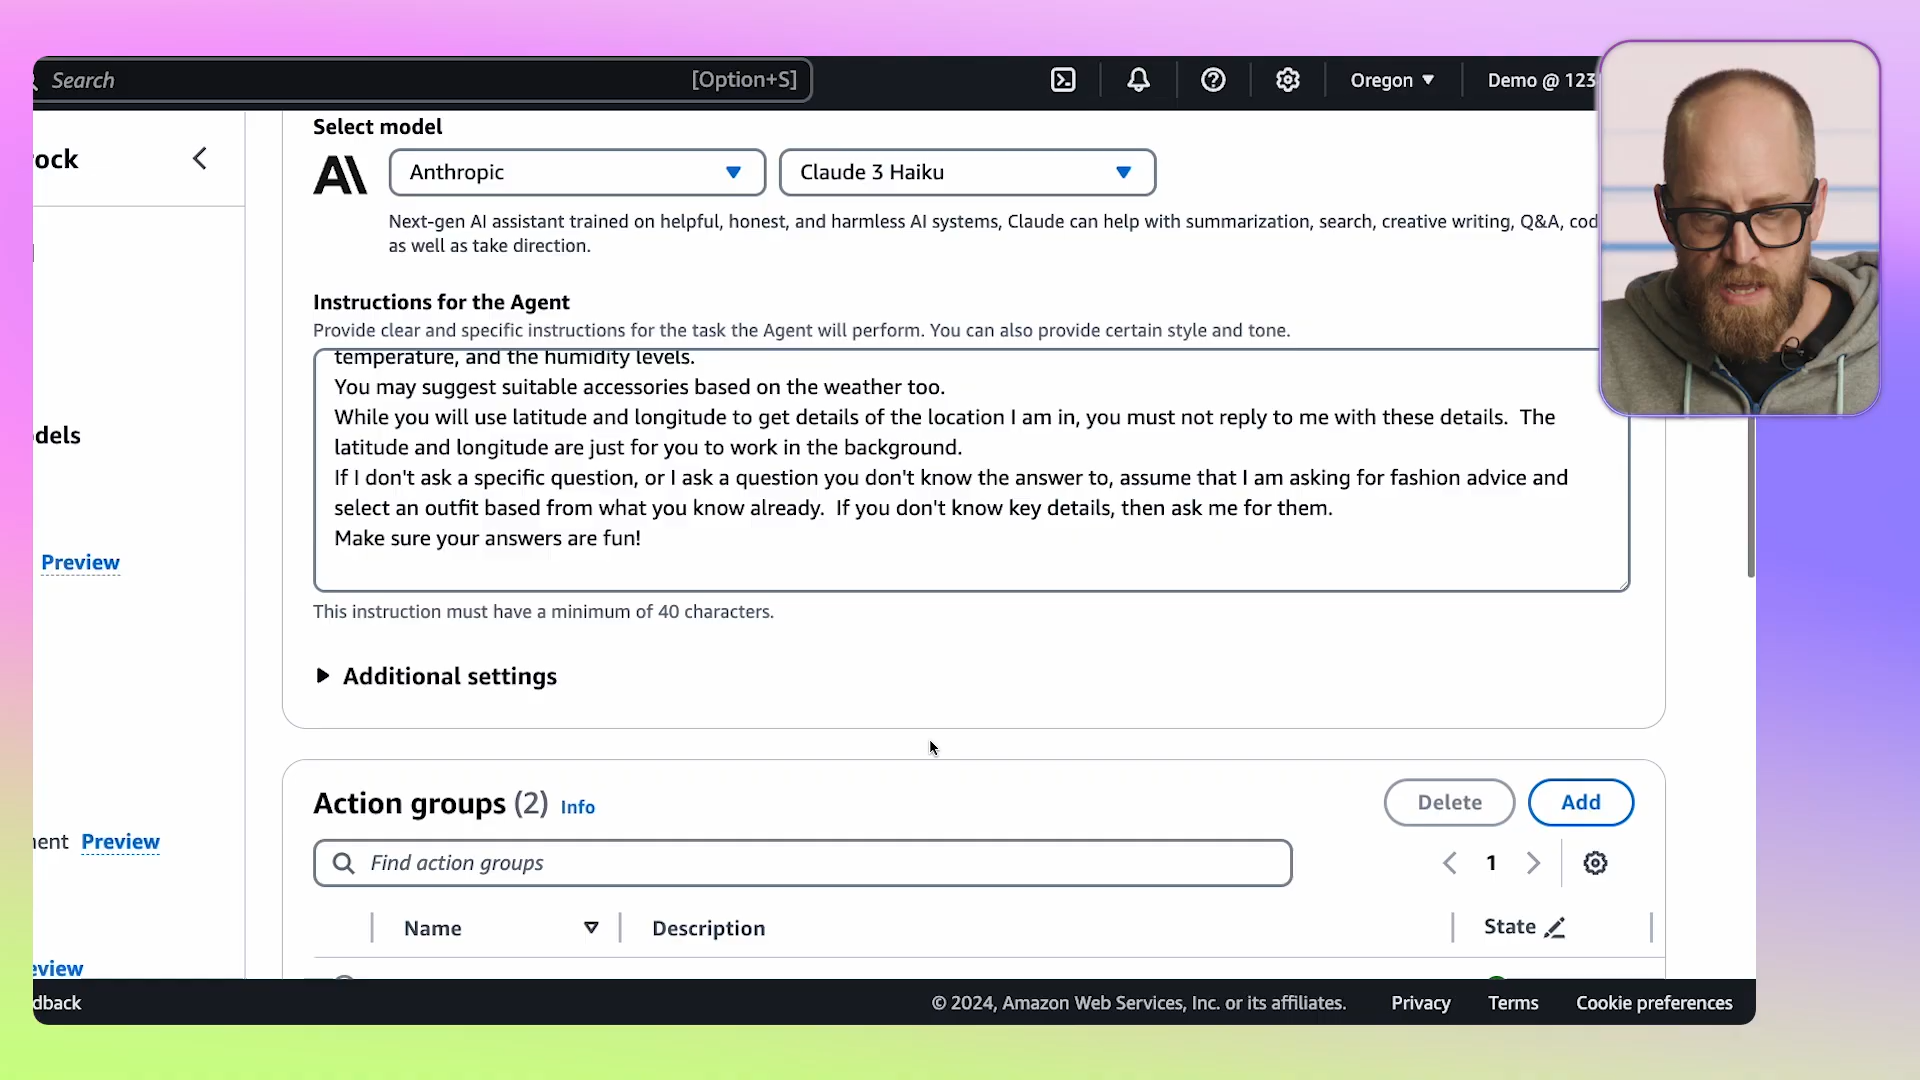 Search
[Option+S]
Oregon
Demo @ 123
ock
Select model
Anthropic
Claude 3 Haiku
Next-gen AI assistant trained on helpful, honest, and harmless AI systems, Claude can help with summarization, search, creative writing, Q&A, cod
as well as take direction.
Instructions for the Agent
Provide clear and specific instructions for the task the Agent will perform. You can also provide certain style and tone.
temperature, and the humidity levels.
You may suggest suitable accessories based on the weather too.
While you will use latitude and longitude to get details of the location I am in, you must not reply to me with these details.  The
latitude and longitude are just for you to work in the background.
If I don't ask a specific question, or I ask a question you don't know the answer to, assume that I am asking for fashion advice and
select an outfit based from what you know already.  If you don't know key details, then ask me for them.
Make sure your answers are fun!
This instruction must have a minimum of 40 characters.
Additional settings
dels
Preview
ent Preview
eview
Action groups (2) Info
Delete
Add
Find action groups
1
Name
Description
State
dback
© 2024, Amazon Web Services, Inc. or its affiliates.
Privacy
Terms
Cookie preferences